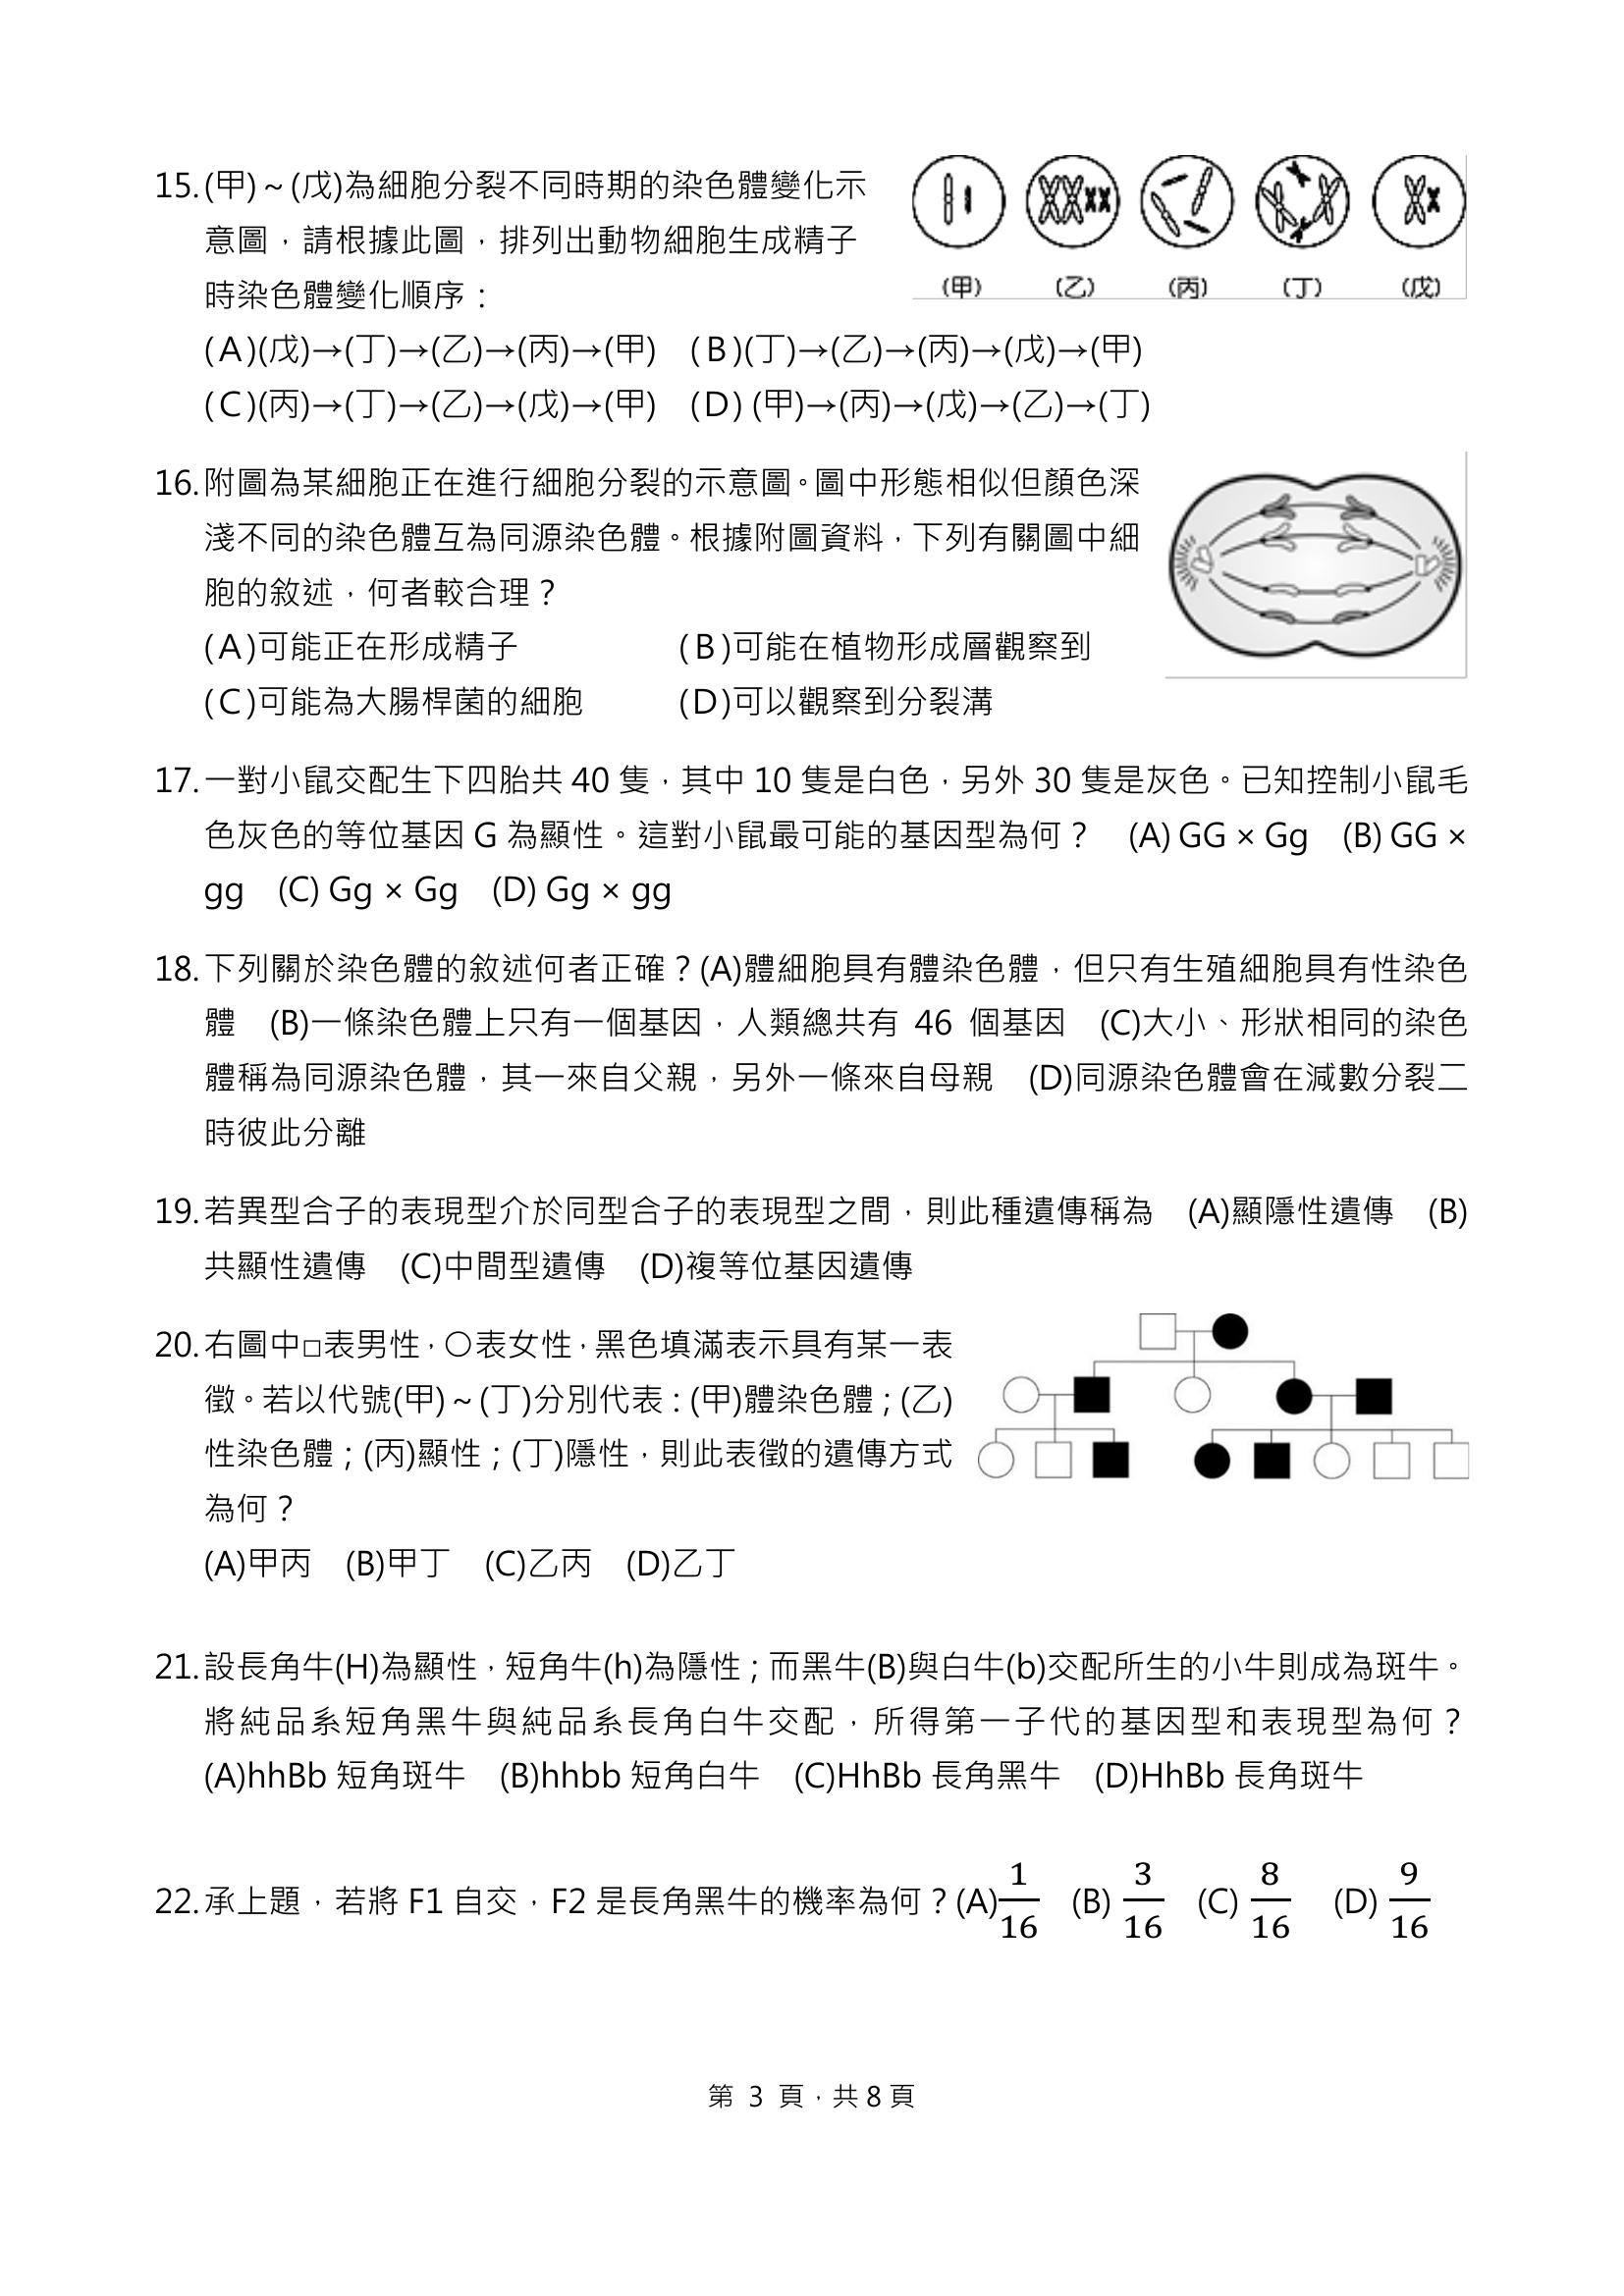 15.(甲)～(戊)為細胞分裂不同時期的染色體變化示
意圖，請根據此圖，排列出動物細胞生成精子
時染色體變化順序：
(甲) (乙) (丙) (丁) (戊)
(A)(戊)→(丁)→(乙)→(丙)→(甲) (B)(丁)→(乙)→(丙)→(戊)→(甲)
(C)(丙)→(丁)→(乙)→(戊)→(甲) (D) (甲)→(丙)→(戊)→(乙)→(丁)
16.附圖為某細胞正在進行細胞分裂的示意圖。圖中形態相似但顏色深
淺不同的染色體互為同源染色體。根據附圖資料，下列有關圖中細
胞的敘述，何者較合理？
(A)可能正在形成精子 (B)可能在植物形成層觀察到
(C)可能為大腸桿菌的細胞 (D)可以觀察到分裂溝
17.一對小鼠交配生下四胎共 40 隻，其中 10 隻是白色，另外 30 隻是灰色。已知控制小鼠毛
色灰色的等位基因 G 為顯性。這對小鼠最可能的基因型為何？ (A) GG × Gg (B) GG ×
gg (C) Gg × Gg (D) Gg × gg
18.下列關於染色體的敘述何者正確？(A)體細胞具有體染色體，但只有生殖細胞具有性染色
體 (B)一條染色體上只有一個基因，人類總共有 46 個基因 (C)大小、形狀相同的染色
體稱為同源染色體，其一來自父親，另外一條來自母親 (D)同源染色體會在減數分裂二
時彼此分離
19.若異型合子的表現型介於同型合子的表現型之間，則此種遺傳稱為 (A)顯隱性遺傳 (B)
共顯性遺傳 (C)中間型遺傳 (D)複等位基因遺傳
20.右圖中□表男性，○表女性，黑色填滿表示具有某一表
徵。若以代號(甲)～(丁)分別代表：(甲)體染色體；(乙)
性染色體；(丙)顯性；(丁)隱性，則此表徵的遺傳方式
為何？
(A)甲丙 (B)甲丁 (C)乙丙 (D)乙丁
21.設長角牛(H)為顯性，短角牛(h)為隱性；而黑牛(B)與白牛(b)交配所生的小牛則成為斑牛。
將純品系短角黑牛與純品系長角白牛交配，所得第一子代的基因型和表現型為何？
(A)hhBb 短角斑牛 (B)hhbb 短角白牛 (C)HhBb 長角黑牛 (D)HhBb 長角斑牛
22.承上題，若將 F1 自交，F2 是長角黑牛的機率為何？(A) 1/16 (B) 3/16 (C) 8/16 (D) 9/16
第 3 頁，共 8 頁